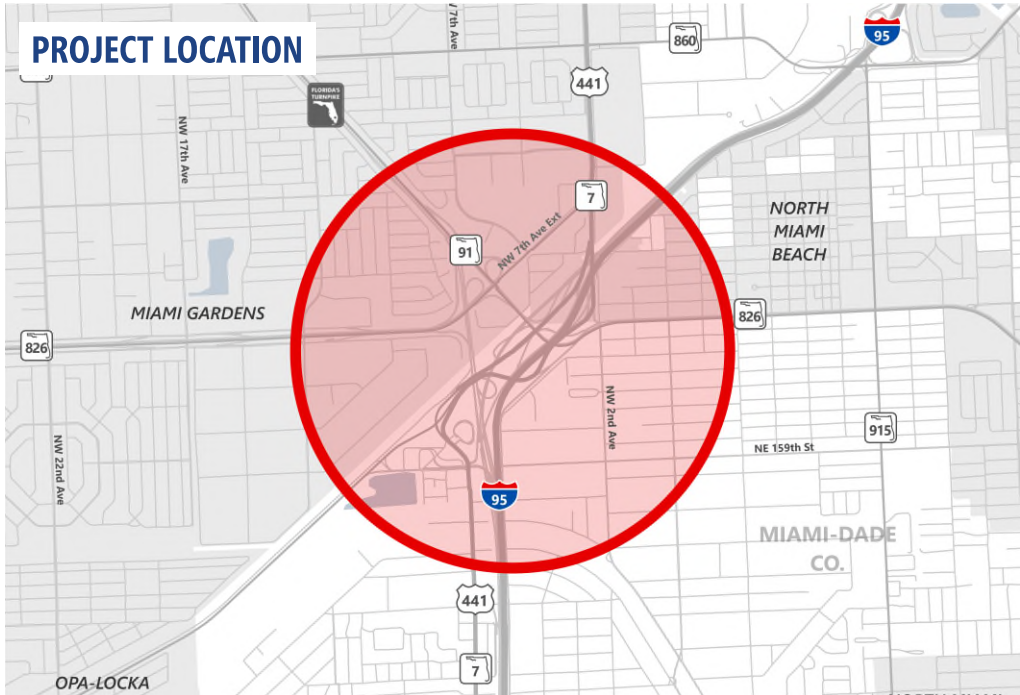 PROJECT LOCATION
NW 7th Ave
860
95
441
FLORIDA'S
TURNPIKE
NW 17th Ave
7
NORTH
MIAMI
BEACH
NW 7th Ave Ext
91
MIAMI GARDENS
826
826
NW 2nd Ave
915
NW 22nd Ave
NE 159th St
95
MIAMI-DADE
CO.
441
7
OPA-LOCKA